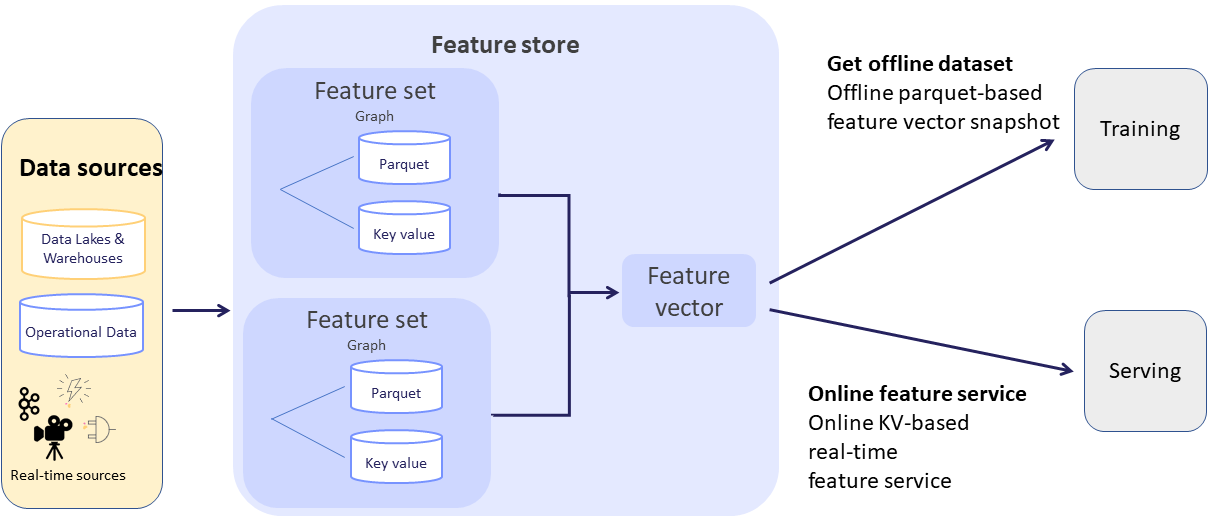 Data sources
Data Lakes &
Warehouses
Operational Data
Real-time sources
Feature store
Feature set
Graph
Parquet
Key value
Feature set
Graph
Parquet
Key value
Feature
vector
Get offline dataset
Offline parquet-based
feature vector snapshot
Training
Online feature service
Online KV-based
real-time
feature service
Serving